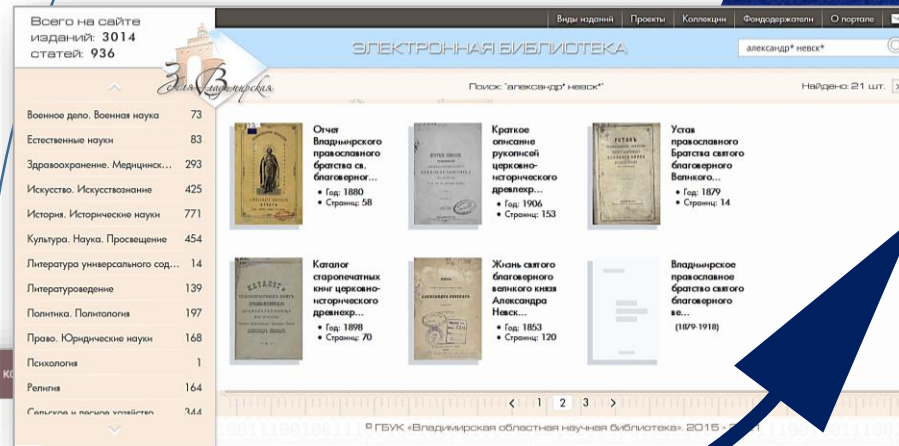 Всего на сайте
изданий: 3014
статей: 936
Земля Владимирская
Виды изданий Проекты Коллекции Фондодержатели О портале
ЭЛЕКТРОННАЯ БИБЛИОТЕКА
александр* невск*
Поиск: "александр* невск*"
Найдено: 21 шт.
Военное дело. Военная наука 73
Естественные науки 83
Здравоохранение. Медицинск... 293
Искусство. Искусствознание 425
История. Исторические науки 771
Культура. Наука. Просвещение 454
Литература универсального сод... 14
Литературоведение 139
Политика. Политология 197
Право. Юридические науки 168
Психология 1
Религия 164
Сельское и лесное хозяйство 344
Отчет
Владимирского
православного
братства св.
благоверног...
• Год: 1880
• Страниц: 58
Краткое
описание
рукописей
церковно-
исторического
древлехр...
• Год: 1906
• Страниц: 153
Устав
православного
Братства святого
благоверного
Великого...
• Год: 1879
• Страниц: 14
Каталог
старопечатных
книг церковно-
исторического
древнехр...
• Год: 1898
• Страниц: 70
Жизнь святого
благоверного
великого князя
Александра
Невск...
• Год: 1853
• Страниц: 120
Владимирское
православное
братство святого
благоверного
ве...
(1879-1918)
< 1 2 3 >
© ГБУК «Владимирская областная научная библиотека». 2015 -